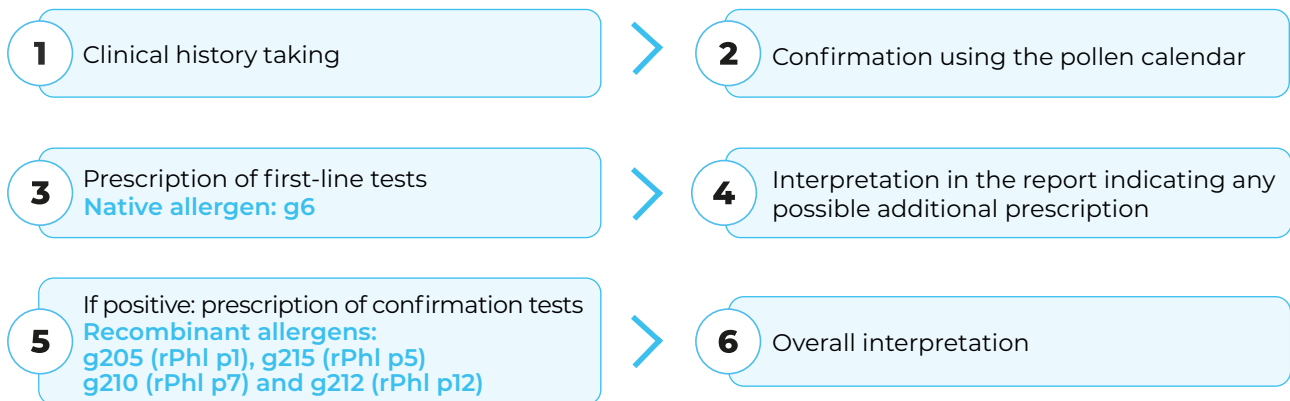 1
Clinical history taking
2
Confirmation using the pollen calendar
3
Prescription of first-line tests
Native allergen: g6
4
Interpretation in the report indicating any
possible additional prescription
5
If positive: prescription of confirmation tests
Recombinant allergens:
g205 (rPhl p1), g215 (rPhl p5)
g210 (rPhl p7) and g212 (rPhl p12)
6
Overall interpretation